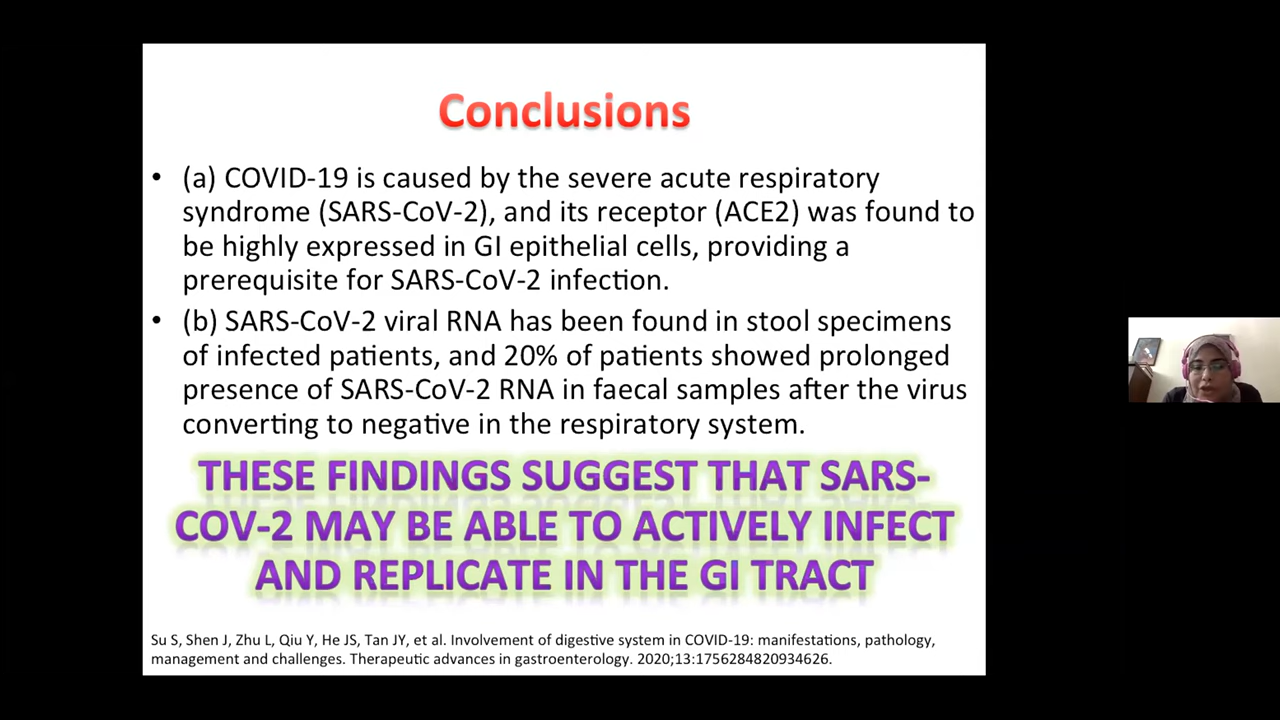 Conclusions
• (a) COVID-19 is caused by the severe acute respiratory
syndrome (SARS-CoV-2), and its receptor (ACE2) was found to
be highly expressed in GI epithelial cells, providing a
prerequisite for SARS-CoV-2 infection.
• (b) SARS-CoV-2 viral RNA has been found in stool specimens
of infected patients, and 20% of patients showed prolonged
presence of SARS-CoV-2 RNA in faecal samples after the virus
converting to negative in the respiratory system.
THESE FINDINGS SUGGEST THAT SARS-
COV-2 MAY BE ABLE TO ACTIVELY INFECT
AND REPLICATE IN THE GI TRACT
Su S, Shen J, Zhu L, Qiu Y, He JS, Tan JY, et al. Involvement of digestive system in COVID-19: manifestations, pathology,
management and challenges. Therapeutic advances in gastroenterology. 2020;13:1756284820934626.